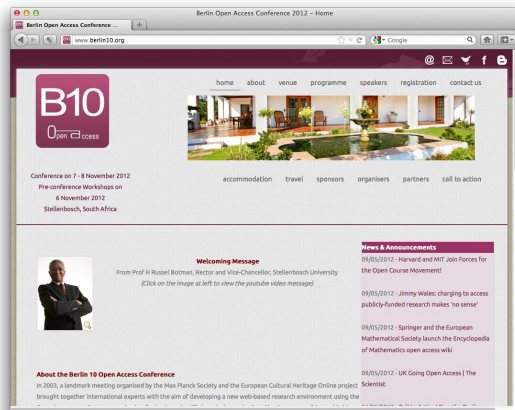 Berlin Open Access Conference 2012 – Home
Berlin Open Access Conference ...
www.berlin10.org
Google
home about venue programme speakers registration contact us
B10
Open access
Conference on 7 - 8 November 2012
Pre-conference Workshops on
6 November 2012
Stellenbosch, South Africa
accommodation travel sponsors organisers partners call to action
Welcoming Message
From Prof H Russel Botman, Rector and Vice-Chancellor, Stellenbosch University
(Click on the image at left to view the youtube video message)
News & Announcements
09/05/2012 - Harvard and MIT Join Forces for
the Open Course Movement!
09/05/2012 - Jimmy Wales: charging to access
publicly-funded research makes 'no sense'
09/05/2012 - Springer and the European
Mathematical Society launch the Encyclopedia
of Mathematics open access wiki
09/05/2012 - UK Going Open Access | The
Scientist
About the Berlin 10 Open Access Conference
In 2003, a landmark meeting organised by the Max Planck Society and the European Cultural Heritage Online project
brought together international experts with the aim of developing a new web-based research environment using the